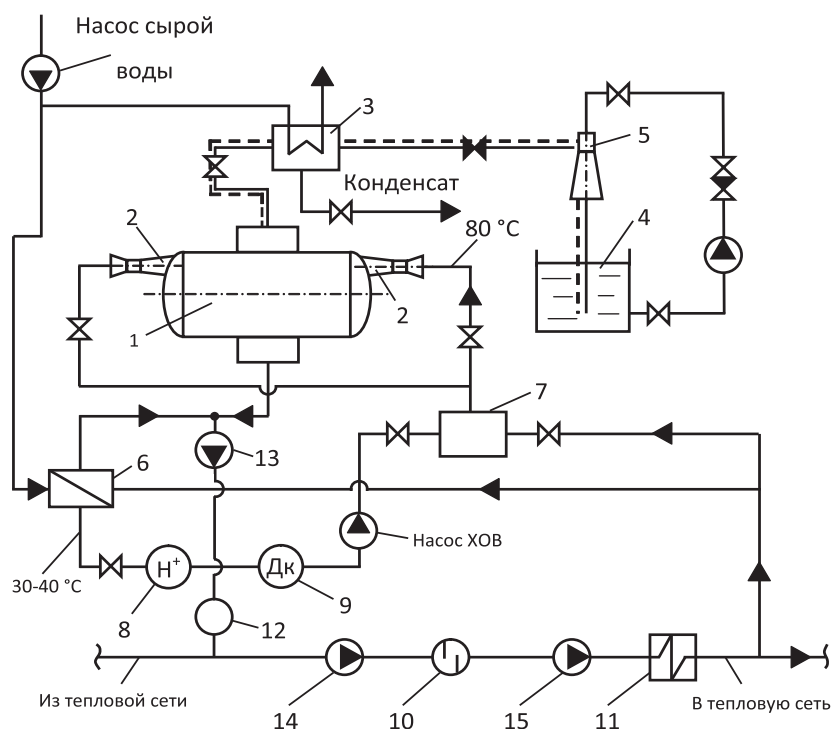 Насос сырой
воды
3
5
Конденсат
2
80 °C
4
2
1
7
6
13
Насос ХОВ
30-40 °C
H⁺
Дк
8
9
12
Из тепловой сети
14
10
15
11
В тепловую сеть